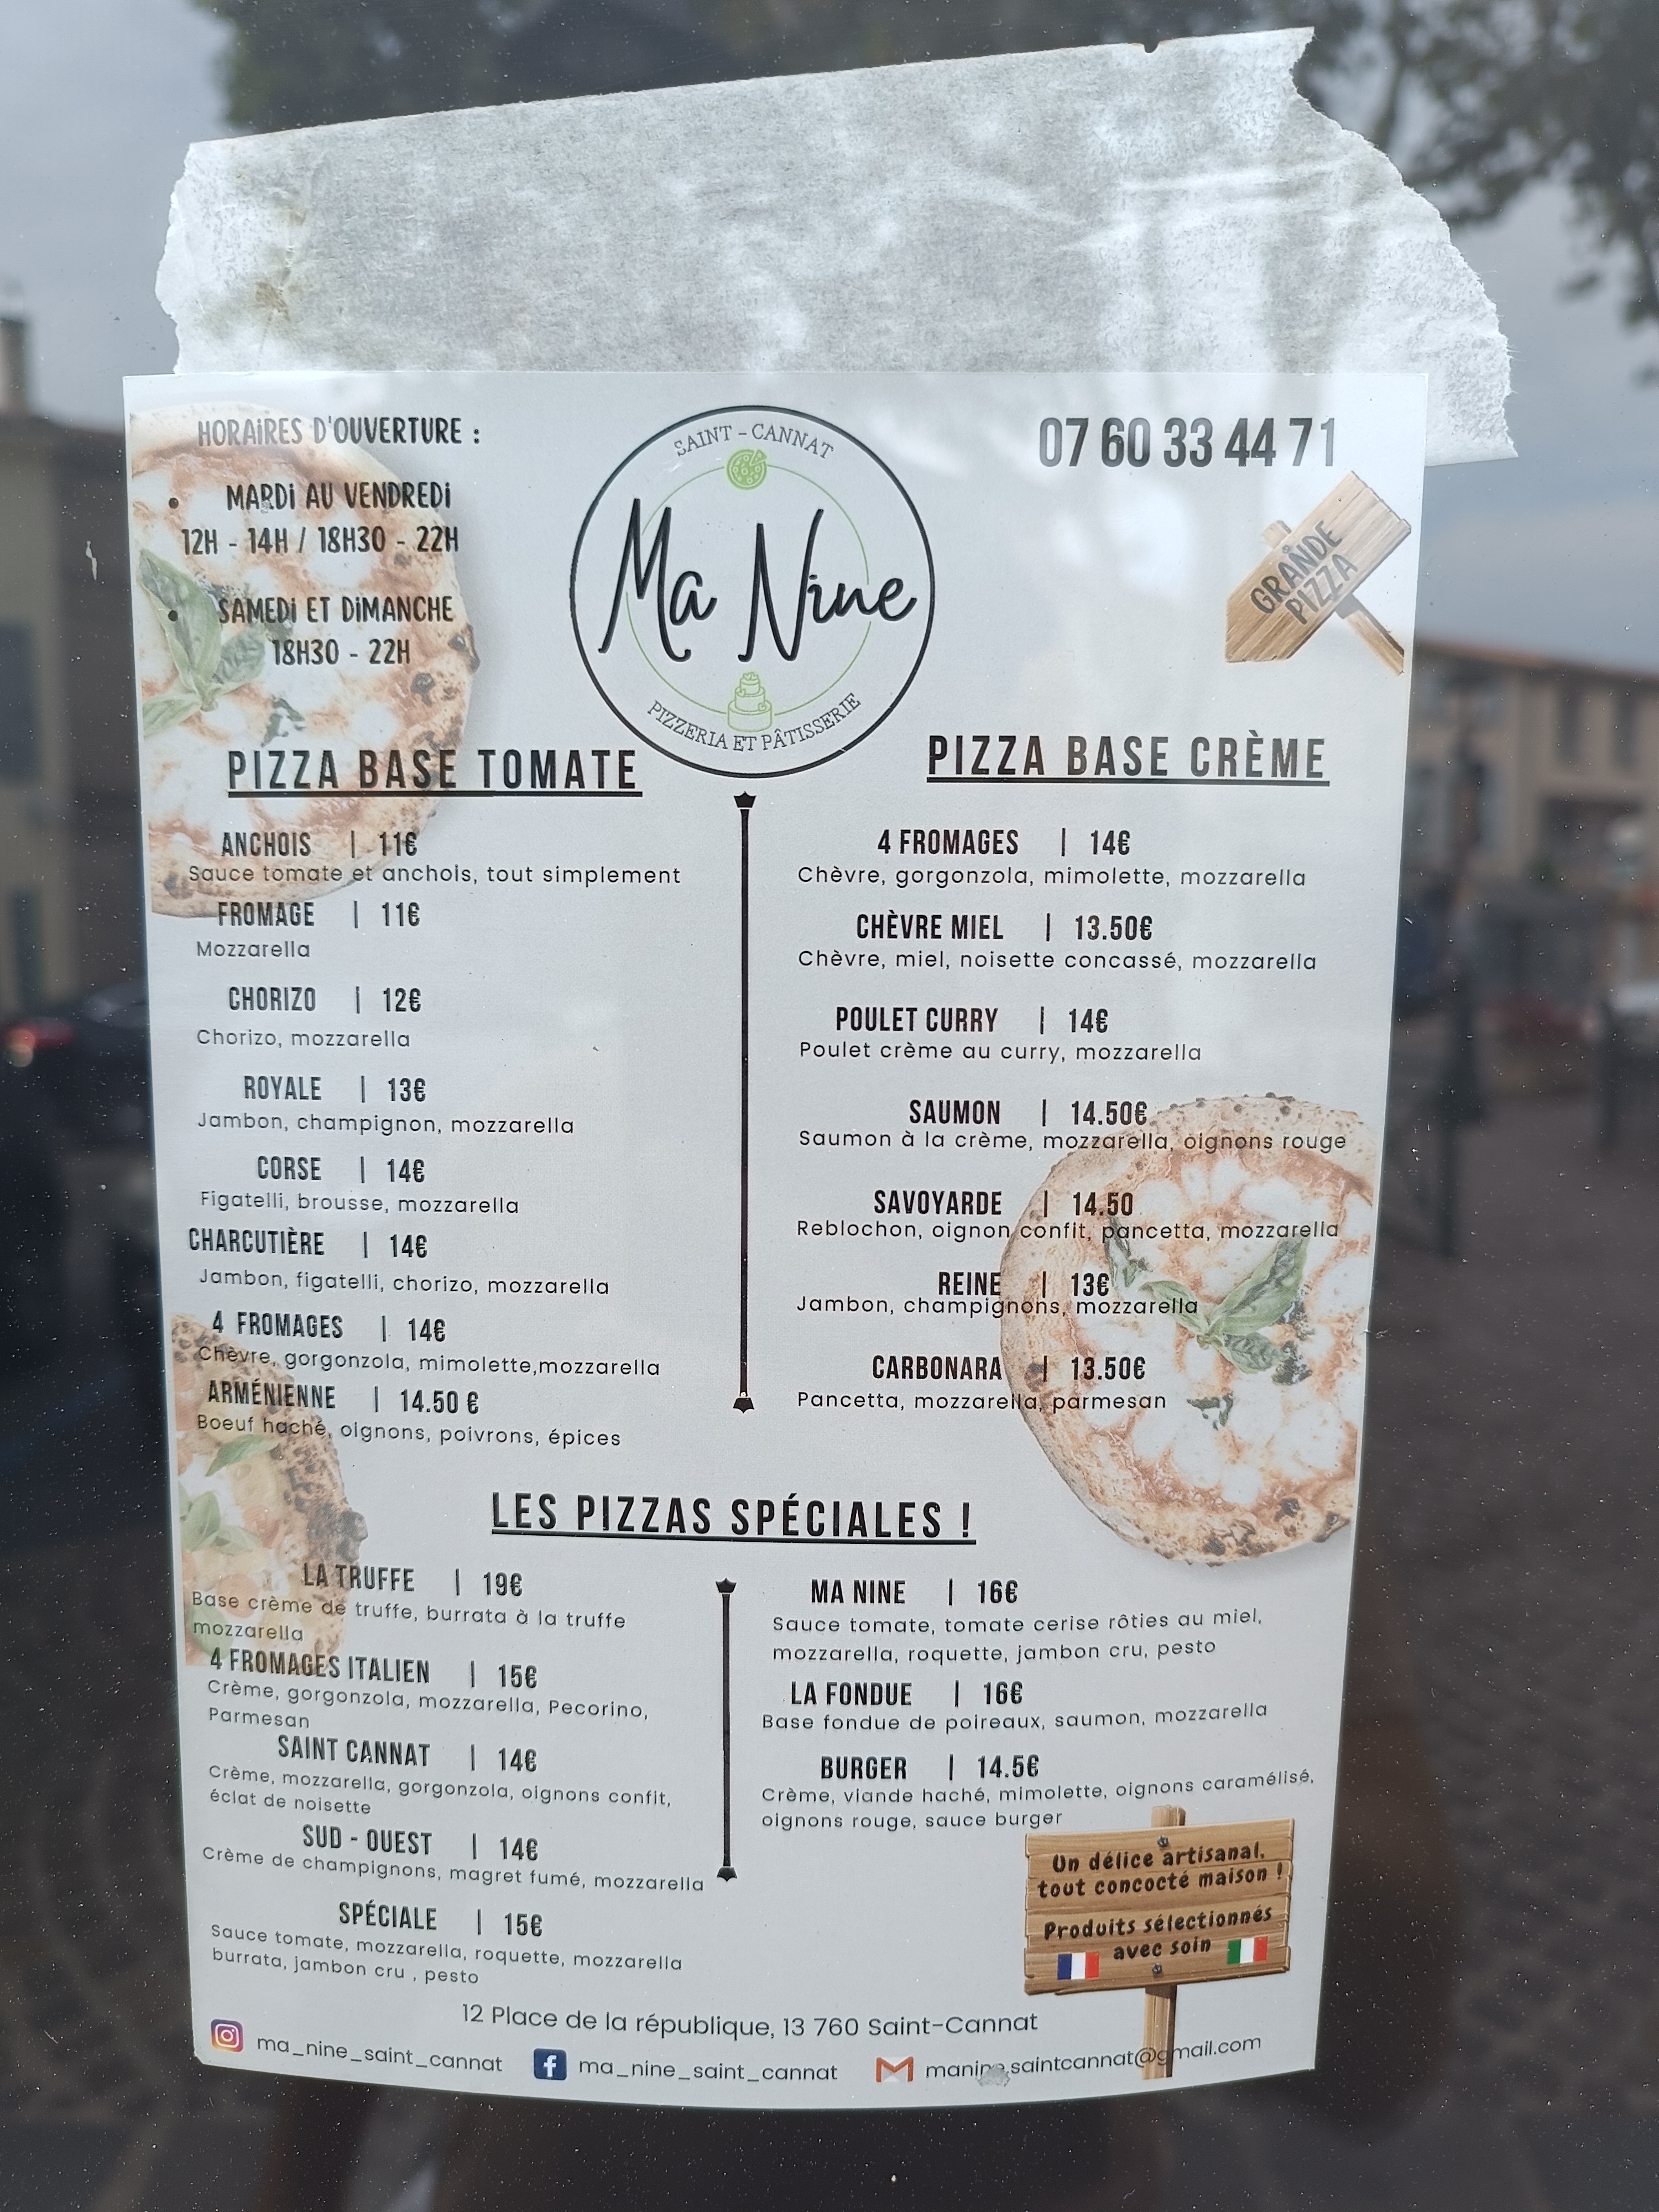 HORAIRES D'OUVERTURE :
• MARDI AU VENDREDI
12H - 14H / 18H30 - 22H
• SAMEDI ET DIMANCHE
18H30 - 22H
SAINT - CANNAT
Ma Nine
PIZZERIA ET PÂTISSERIE
07 60 33 44 71
GRANDE
PIZZA
PIZZA BASE TOMATE
ANCHOIS | 11€
Sauce tomate et anchois, tout simplement
FROMAGE | 11€
Mozzarella
CHORIZO | 12€
Chorizo, mozzarella
ROYALE | 13€
Jambon, champignon, mozzarella
CORSE | 14€
Figatelli, brousse, mozzarella
CHARCUTIÈRE | 14€
Jambon, figatelli, chorizo, mozzarella
4 FROMAGES | 14€
Chèvre, gorgonzola, mimolette,mozzarella
ARMÉNIENNE | 14.50 €
Boeuf haché, oignons, poivrons, épices
PIZZA BASE CRÈME
4 FROMAGES | 14€
Chèvre, gorgonzola, mimolette, mozzarella
CHÈVRE MIEL | 13.50€
Chèvre, miel, noisette concassé, mozzarella
POULET CURRY | 14€
Poulet crème au curry, mozzarella
SAUMON | 14.50€
Saumon à la crème, mozzarella, oignons rouge
SAVOYARDE | 14.50
Reblochon, oignon confit, pancetta, mozzarella
REINE | 13€
Jambon, champignons, mozzarella
CARBONARA | 13.50€
Pancetta, mozzarella, parmesan
LES PIZZAS SPÉCIALES !
LA TRUFFE | 19€
Base crème de truffe, burrata à la truffe
mozzarella
4 FROMAGES ITALIEN | 15€
Crème, gorgonzola, mozzarella, Pecorino,
Parmesan
SAINT CANNAT | 14€
Crème, mozzarella, gorgonzola, oignons confit,
éclat de noisette
SUD - OUEST | 14€
Crème de champignons, magret fumé, mozzarella
SPÉCIALE | 15€
Sauce tomate, mozzarella, roquette, mozzarella
burrata, jambon cru , pesto
MA NINE | 16€
Sauce tomate, tomate cerise rôties au miel,
mozzarella, roquette, jambon cru, pesto
LA FONDUE | 16€
Base fondue de poireaux, saumon, mozzarella
BURGER | 14.5€
Crème, viande haché, mimolette, oignons caramélisé,
oignons rouge, sauce burger
Un délice artisanal,
tout concocté maison !
Produits sélectionnés
avec soin
12 Place de la république, 13 760 Saint-Cannat
ma_nine_saint_cannat
ma_nine_saint_cannat
manine.saintcannat@gmail.com